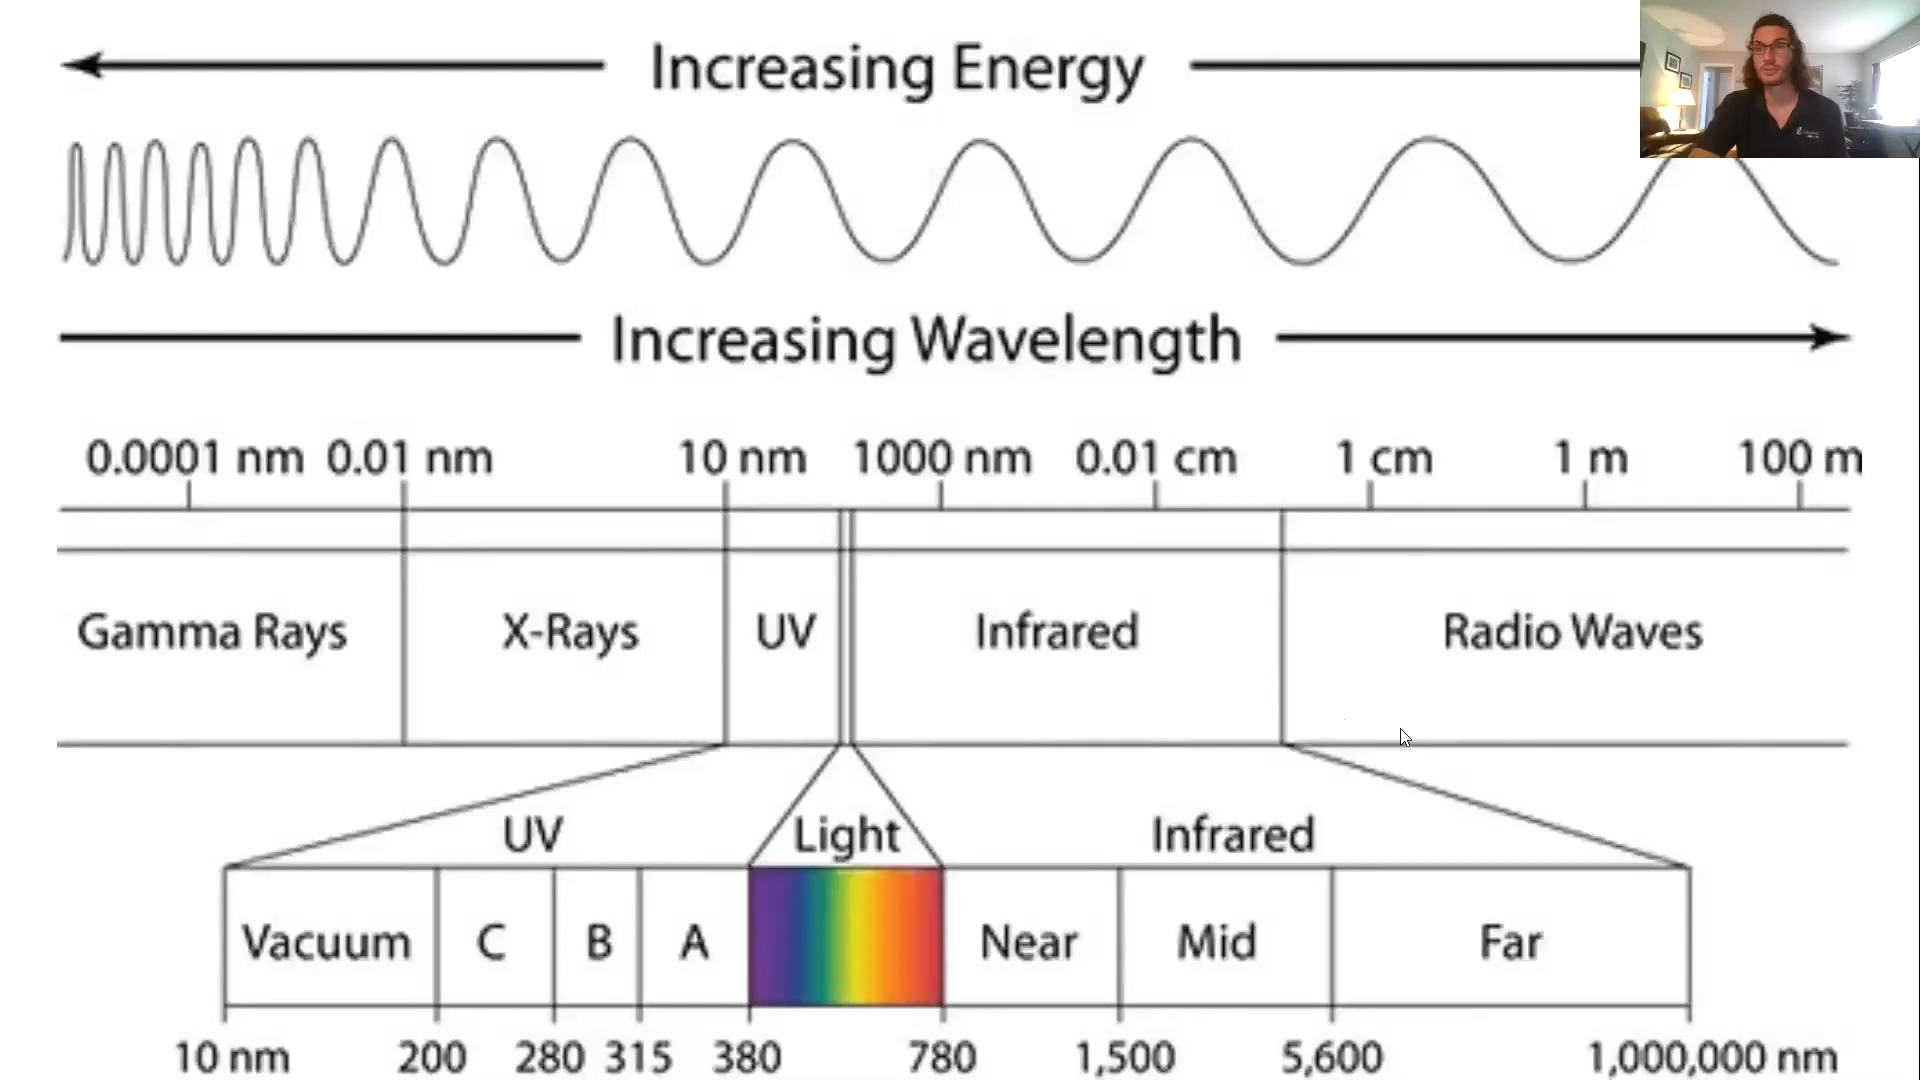 Increasing Energy
Increasing Wavelength
0.0001 nm 0.01 nm 10 nm 1000 nm 0.01 cm 1 cm 1 m 100 m
Gamma Rays X-Rays UV Infrared Radio Waves
UV Light Infrared
Vacuum C B A Near Mid Far
10 nm 200 280 315 380 780 1,500 5,600 1,000,000 nm